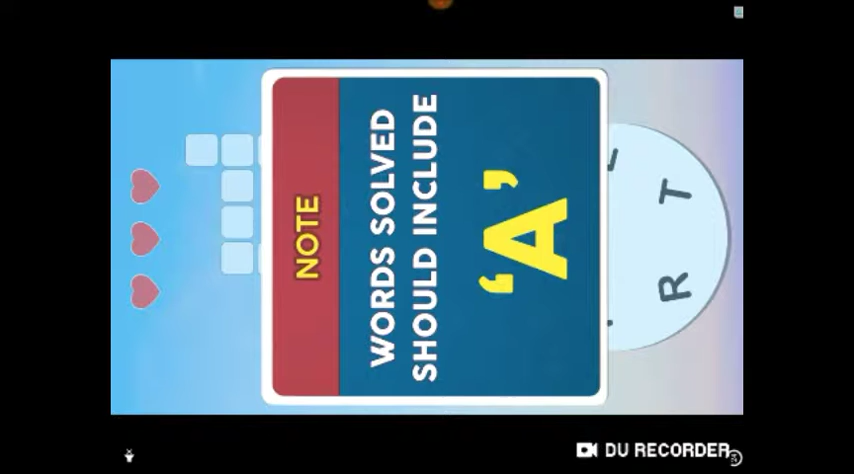 NOTE
WORDS SOLVED
SHOULD INCLUDE
'A'
T
R
DU RECORDER